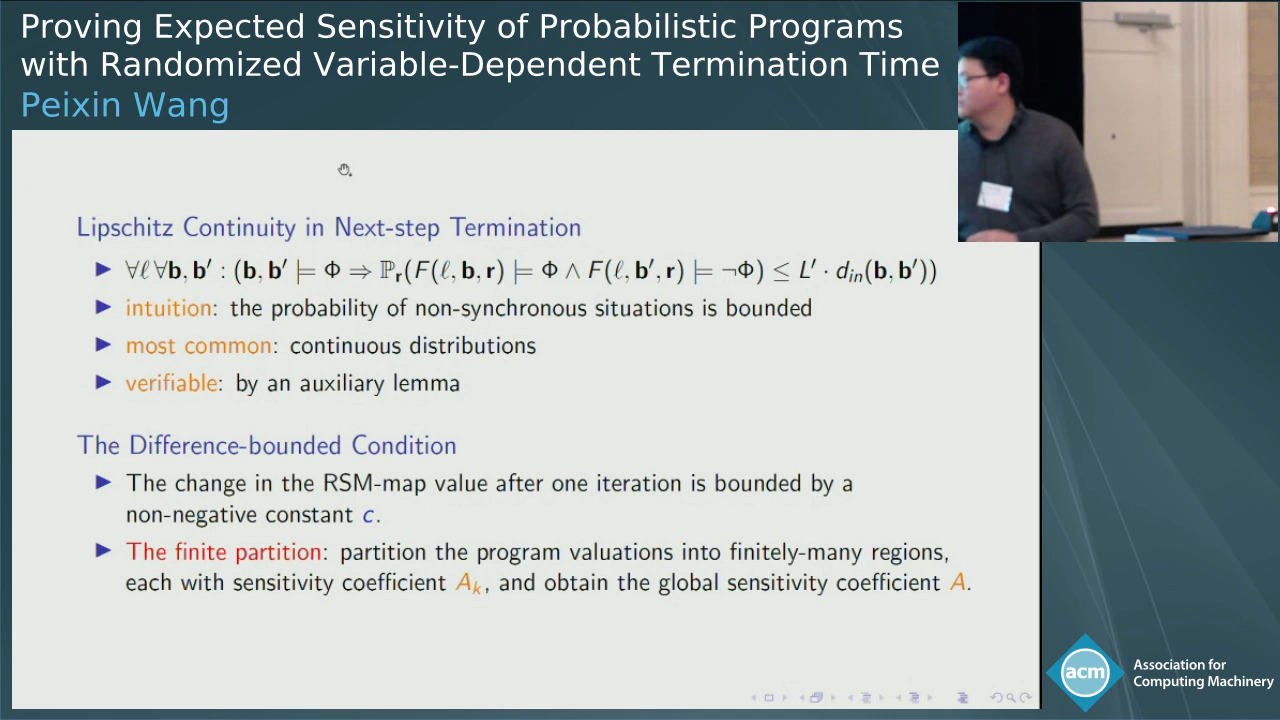 Proving Expected Sensitivity of Probabilistic Programs
with Randomized Variable-Dependent Termination Time
Peixin Wang
Lipschitz Continuity in Next-step Termination
▶ ∀ℓ ∀b, b′ : (b, b′ ⊨ Φ ⇒ ℙr(F(ℓ, b, r) ⊨ Φ ∧ F(ℓ, b′, r) ⊨ ¬Φ) ≤ L′ · d_in(b, b′))
▶ intuition: the probability of non-synchronous situations is bounded
▶ most common: continuous distributions
▶ verifiable: by an auxiliary lemma
The Difference-bounded Condition
▶ The change in the RSM-map value after one iteration is bounded by a
non-negative constant c.
▶ The finite partition: partition the program valuations into finitely-many regions,
each with sensitivity coefficient A_k, and obtain the global sensitivity coefficient A.
acm
Association for
Computing Machinery